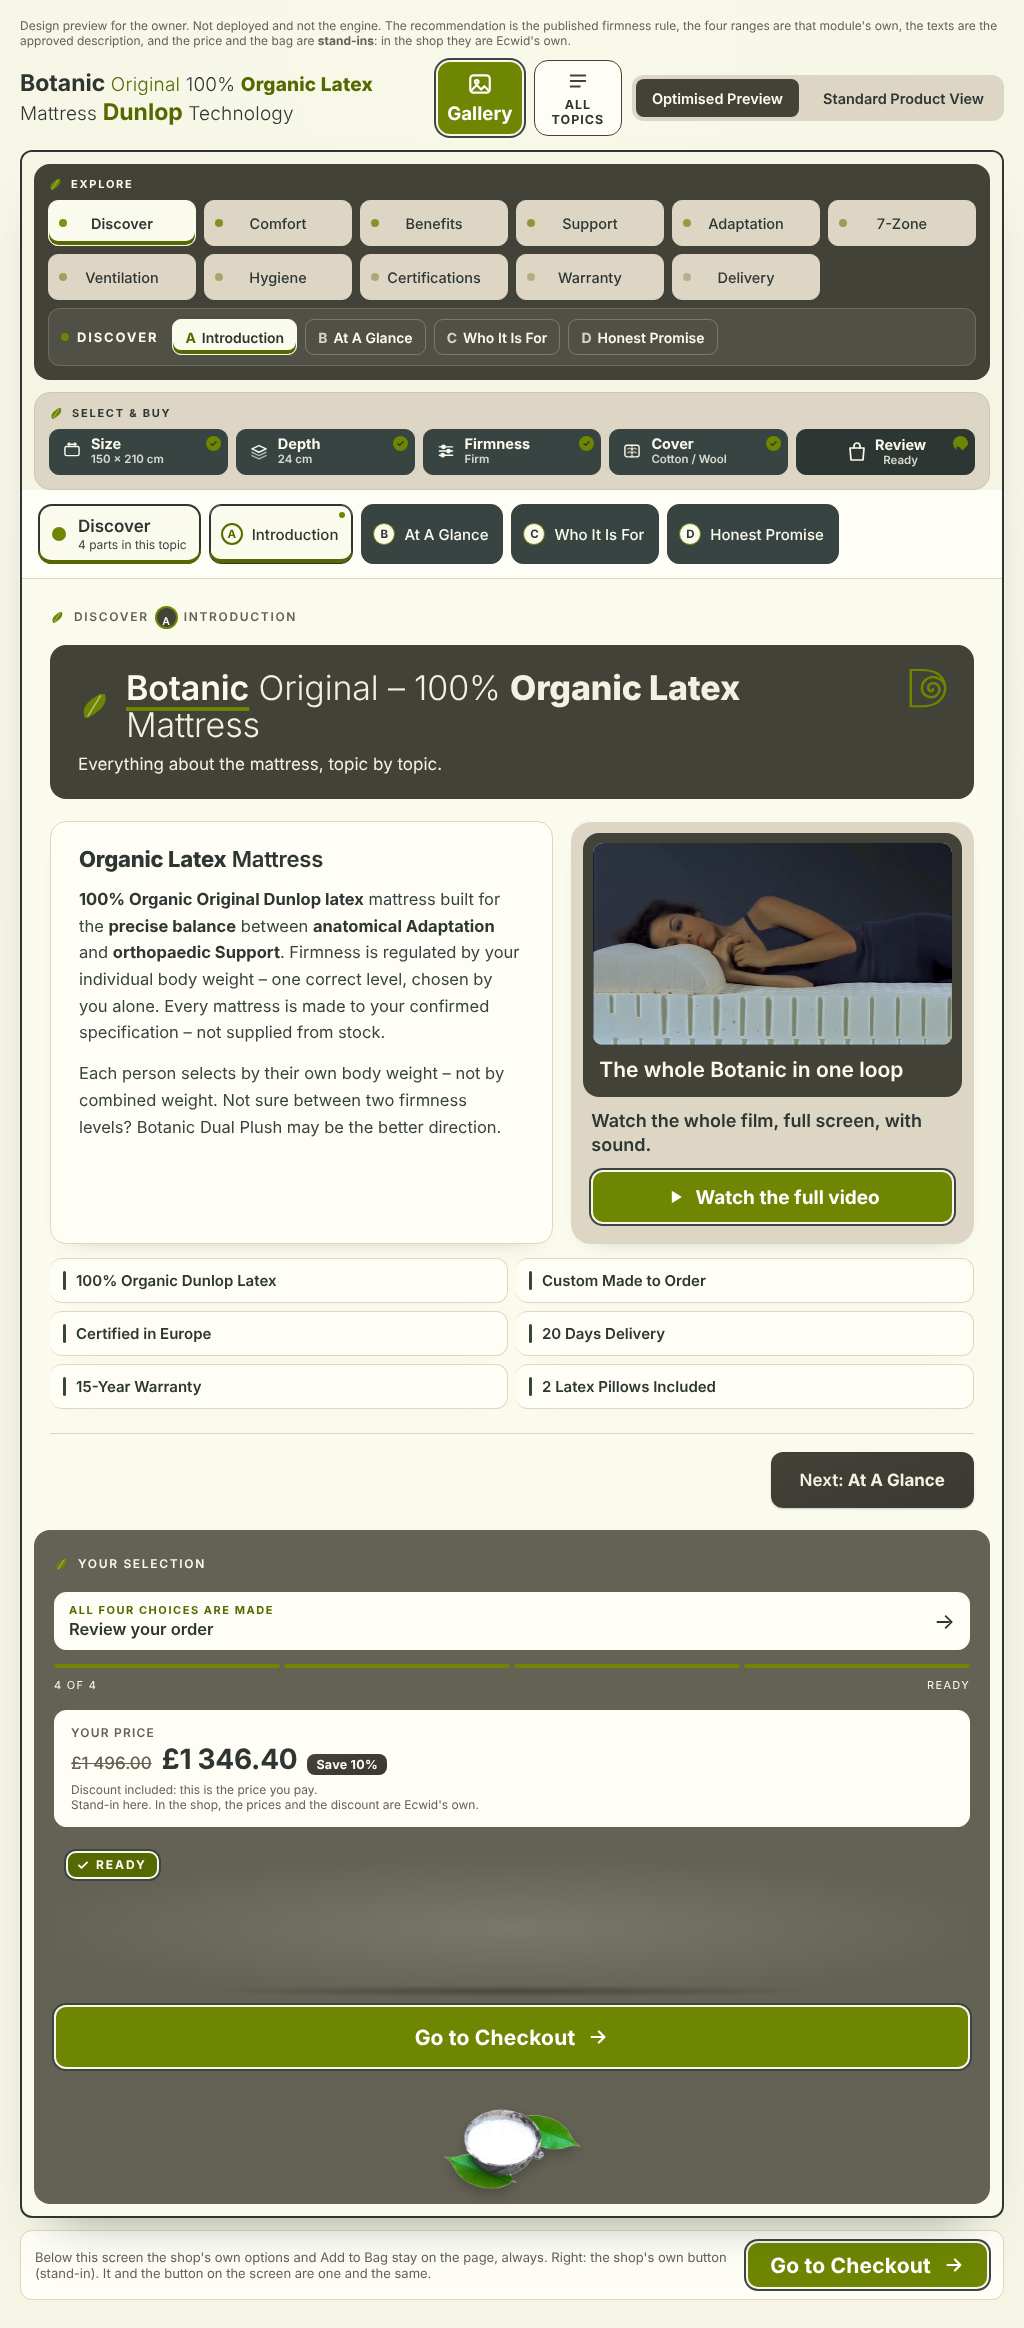 Design preview for the owner. Not deployed and not the engine. The recommendation is the published firmness rule, the four ranges are that module's own, the texts are the
approved description, and the price and the bag are stand-ins: in the shop they are Ecwid's own.
Botanic Original 100% Organic Latex
Mattress Dunlop Technology
Gallery
ALL
TOPICS
Optimised Preview
Standard Product View
EXPLORE
Discover
Comfort
Benefits
Support
Adaptation
7-Zone
Ventilation
Hygiene
Certifications
Warranty
Delivery
DISCOVER
A Introduction
B At A Glance
C Who It Is For
D Honest Promise
SELECT & BUY
Size
150 × 210 cm
Depth
24 cm
Firmness
Firm
Cover
Cotton / Wool
Review
Ready
Discover
4 parts in this topic
A Introduction
B At A Glance
C Who It Is For
D Honest Promise
DISCOVER A INTRODUCTION
Botanic Original – 100% Organic Latex
Mattress
Everything about the mattress, topic by topic.
Organic Latex Mattress
100% Organic Original Dunlop latex mattress built for
the precise balance between anatomical Adaptation
and orthopaedic Support. Firmness is regulated by your
individual body weight – one correct level, chosen by
you alone. Every mattress is made to your confirmed
specification – not supplied from stock.
Each person selects by their own body weight – not by
combined weight. Not sure between two firmness
levels? Botanic Dual Plush may be the better direction.
The whole Botanic in one loop
Watch the whole film, full screen, with
sound.
Watch the full video
100% Organic Dunlop Latex
Custom Made to Order
Certified in Europe
20 Days Delivery
15-Year Warranty
2 Latex Pillows Included
Next: At A Glance
YOUR SELECTION
ALL FOUR CHOICES ARE MADE
Review your order
4 OF 4
READY
YOUR PRICE
£1 496.00 £1 346.40 Save 10%
Discount included: this is the price you pay.
Stand-in here. In the shop, the prices and the discount are Ecwid's own.
READY
Go to Checkout
Below this screen the shop's own options and Add to Bag stay on the page, always. Right: the shop's own button
(stand-in). It and the button on the screen are one and the same.
Go to Checkout